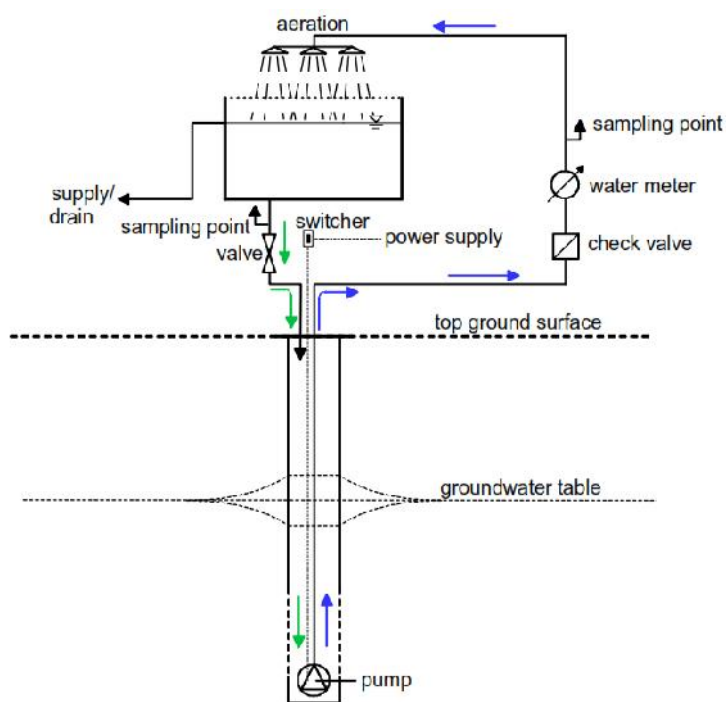 aeration
sampling point
water meter
supply/
drain
sampling point
switcher
valve
power supply
check valve
top ground surface
groundwater table
pump